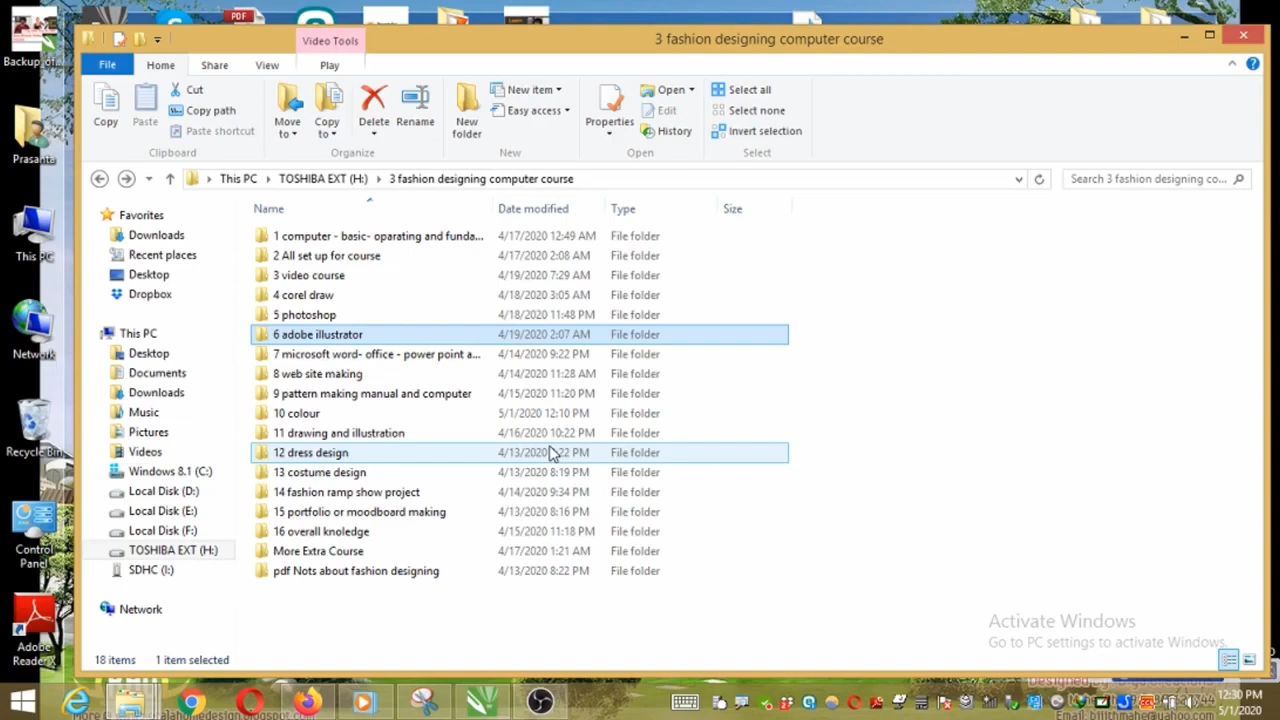 PDF
Backup_of...
Video Tools
3 fashion designing computer course
File
Home
Share
View
Play
Copy
Paste
Cut
Copy path
Paste shortcut
Clipboard
Move to
Copy to
Delete
Rename
Organize
New folder
New item
Easy access
New
Properties
Open
Edit
History
Open
Select all
Select none
Invert selection
Select
This PC
TOSHIBA EXT (H:)
3 fashion designing computer course
Search 3 fashion designing co...
Favorites
Downloads
Recent places
Desktop
Dropbox
This PC
Desktop
Documents
Downloads
Music
Pictures
Videos
Windows 8.1 (C:)
Local Disk (D:)
Local Disk (E:)
Local Disk (F:)
TOSHIBA EXT (H:)
SDHC (I:)
Network
Name Date modified Type Size
1 computer - basic- oparating and funda... 4/17/2020 12:49 AM File folder
2 All set up for course 4/17/2020 2:08 AM File folder
3 video course 4/19/2020 7:29 AM File folder
4 corel draw 4/18/2020 3:05 AM File folder
5 photoshop 4/18/2020 11:48 PM File folder
6 adobe illustrator 4/19/2020 2:07 AM File folder
7 microsoft word- office - power point a... 4/14/2020 9:22 PM File folder
8 web site making 4/14/2020 11:28 AM File folder
9 pattern making manual and computer 4/15/2020 11:20 PM File folder
10 colour 5/1/2020 12:10 PM File folder
11 drawing and illustration 4/16/2020 10:22 PM File folder
12 dress design 4/13/2020 :22 PM File folder
13 costume design 4/13/2020 8:19 PM File folder
14 fashion ramp show project 4/14/2020 9:34 PM File folder
15 portfolio or moodboard making 4/13/2020 8:16 PM File folder
16 overall knoledge 4/15/2020 11:18 PM File folder
More Extra Course 4/17/2020 1:21 AM File folder
pdf Nots about fashion designing 4/13/2020 8:22 PM File folder
Activate Windows
Go to PC settings to activate Windows.
18 items 1 item selected
Prasanta
This PC
Network
Recycle Bin
Control Panel
Adobe Reader X
12:30 PM
5/1/2020